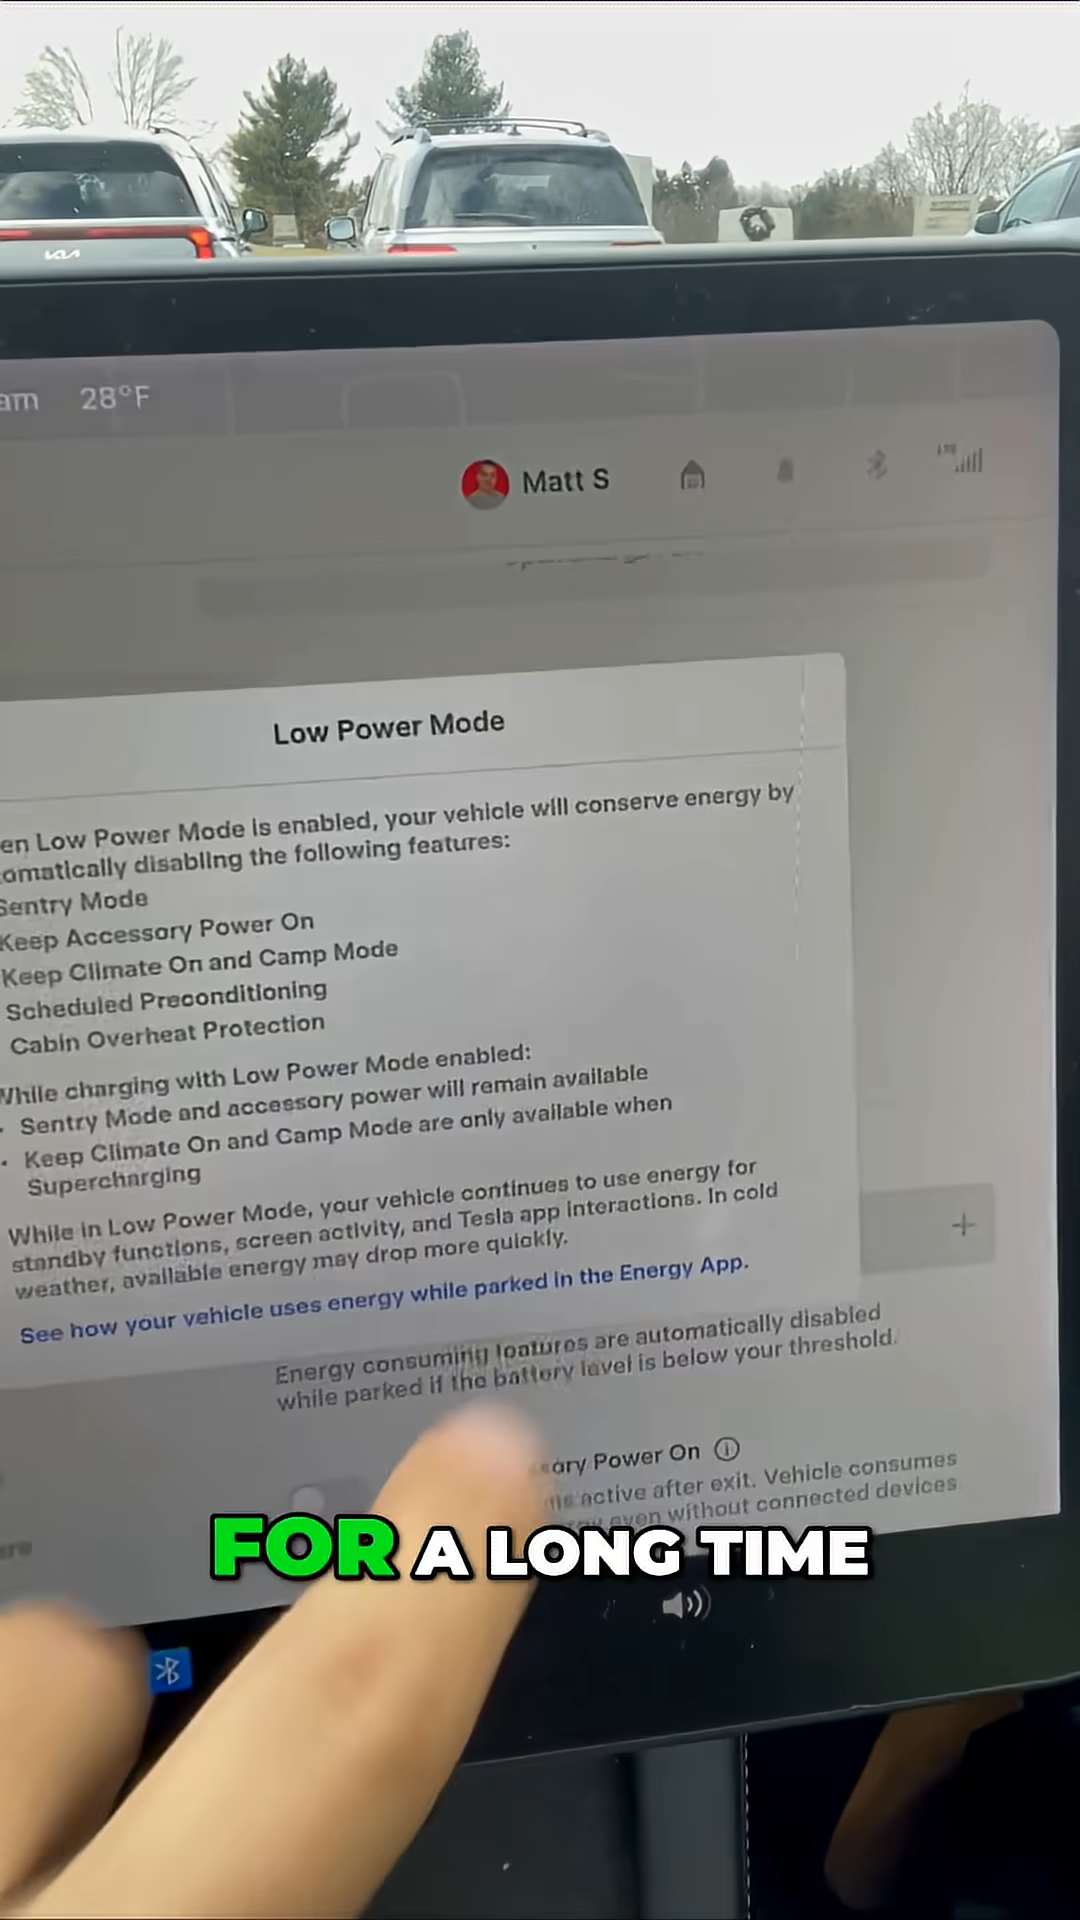 am 28°F
Matt S
LTE
Low Power Mode
en Low Power Mode is enabled, your vehicle will conserve energy by
omatically disabling the following features:
Sentry Mode
Keep Accessory Power On
Keep Climate On and Camp Mode
Scheduled Preconditioning
Cabin Overheat Protection
While charging with Low Power Mode enabled:
• Sentry Mode and accessory power will remain available
• Keep Climate On and Camp Mode are only available when
Supercharging
While in Low Power Mode, your vehicle continues to use energy for
standby functions, screen activity, and Tesla app interactions. In cold
weather, available energy may drop more quickly.
See how your vehicle uses energy while parked in the Energy App.
+
Energy consuming features are automatically disabled
while parked if the battery level is below your threshold.
sory Power On
active after exit. Vehicle consumes
even without connected devices
FOR A LONG TIME
KIA